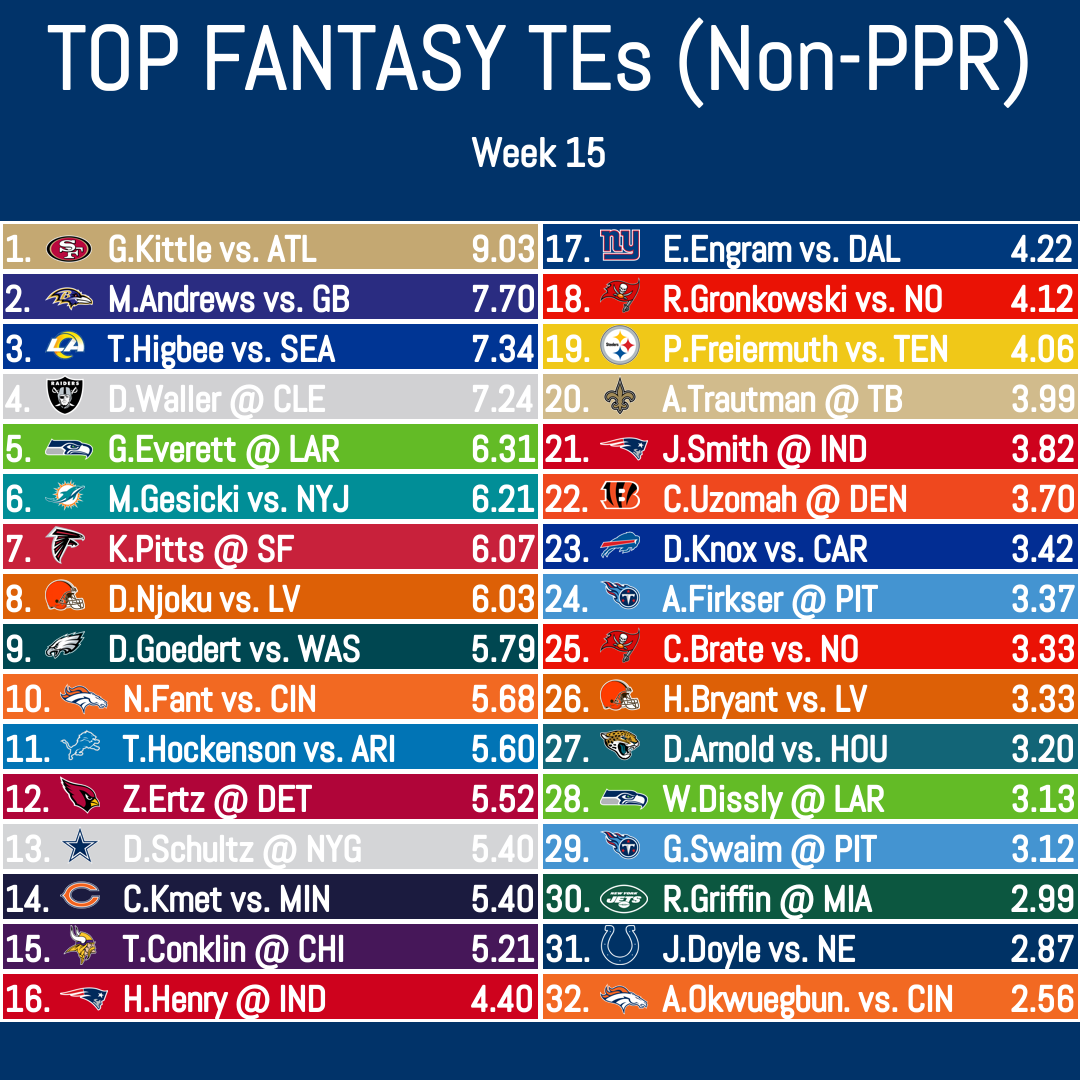 TOP FANTASY TEs (Non-PPR)
Week 15
1. G.Kittle vs. ATL 9.03
2. M.Andrews vs. GB 7.70
3. T.Higbee vs. SEA 7.34
4. D.Waller @ CLE 7.24
5. G.Everett @ LAR 6.31
6. M.Gesicki vs. NYJ 6.21
7. K.Pitts @ SF 6.07
8. D.Njoku vs. LV 6.03
9. D.Goedert vs. WAS 5.79
10. N.Fant vs. CIN 5.68
11. T.Hockenson vs. ARI 5.60
12. Z.Ertz @ DET 5.52
13. D.Schultz @ NYG 5.40
14. C.Kmet vs. MIN 5.40
15. T.Conklin @ CHI 5.21
16. H.Henry @ IND 4.40
17. E.Engram vs. DAL 4.22
18. R.Gronkowski vs. NO 4.12
19. P.Freiermuth vs. TEN 4.06
20. A.Trautman @ TB 3.99
21. J.Smith @ IND 3.82
22. C.Uzomah @ DEN 3.70
23. D.Knox vs. CAR 3.42
24. A.Firkser @ PIT 3.37
25. C.Brate vs. NO 3.33
26. H.Bryant vs. LV 3.33
27. D.Arnold vs. HOU 3.20
28. W.Dissly @ LAR 3.13
29. G.Swaim @ PIT 3.12
30. R.Griffin @ MIA 2.99
31. J.Doyle vs. NE 2.87
32. A.Okwuegbun. vs. CIN 2.56